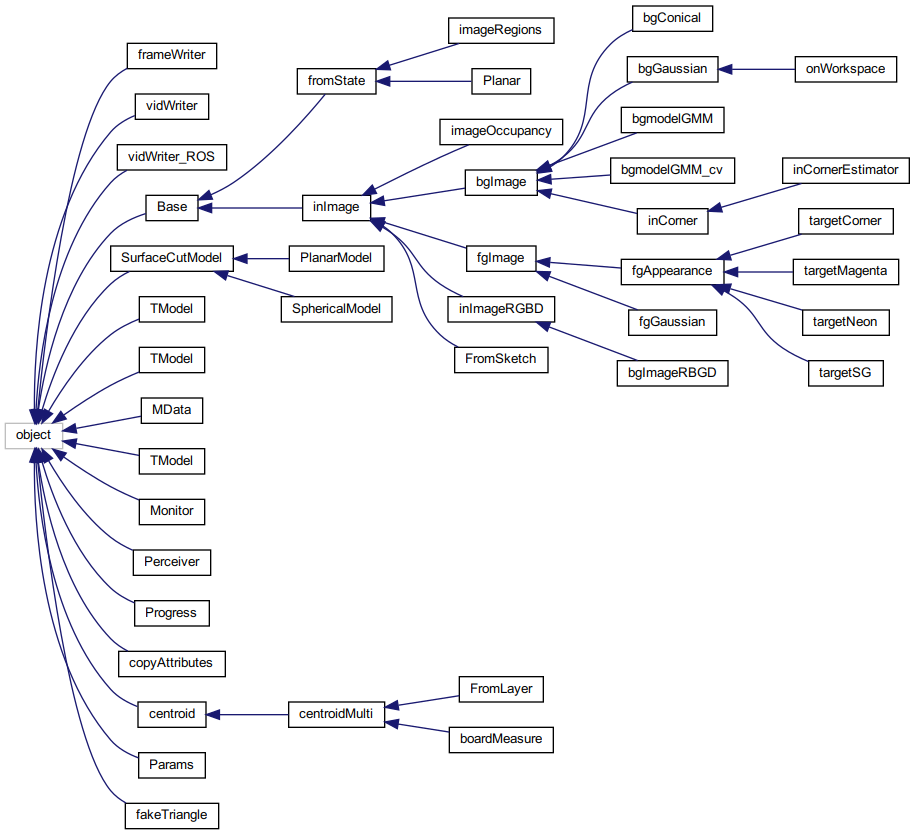 bgConical
imageRegions
frameWriter
bgGaussian
onWorkspace
fromState
Planar
vidWriter
bgmodelGMM
imageOccupancy
vidWriter_ROS
bgmodelGMM_cv
inCornerEstimator
bgImage
Base
inImage
inCorner
targetCorner
SurfaceCutModel
PlanarModel
fgImage
fgAppearance
targetMagenta
TModel
SphericalModel
inImageRGBD
fgGaussian
targetNeon
TModel
FromSketch
bgImageRBGD
targetSG
MData
object
TModel
Monitor
Perceiver
Progress
copyAttributes
FromLayer
centroid
centroidMulti
boardMeasure
Params
fakeTriangle